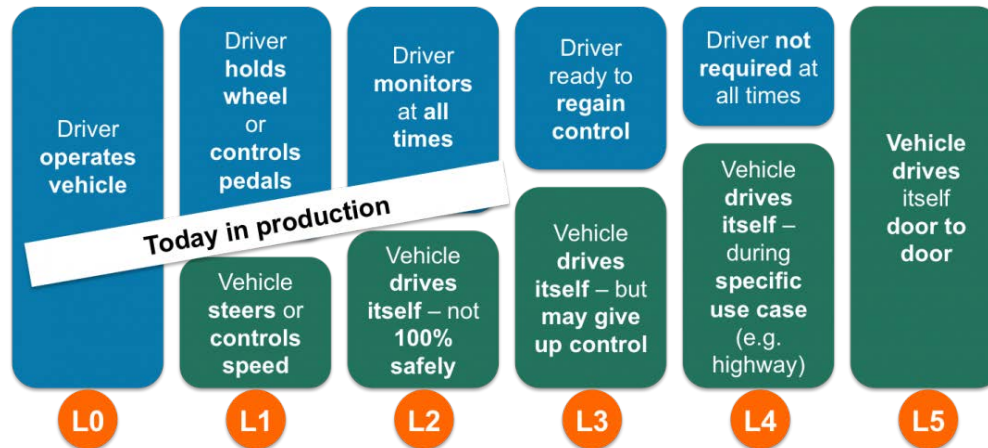 Driver
operates
vehicle
Driver
holds
wheel
or
controls
pedals
Driver
monitors
at all
times
Driver
ready to
regain
control
Driver not
required at
all times
Today in production
Vehicle
steers or
controls
speed
Vehicle
drives
itself – not
100%
safely
Vehicle
drives
itself – but
may give
up control
Vehicle
drives
itself –
during
specific
use case
(e.g.
highway)
Vehicle
drives
itself
door to
door
L0
L1
L2
L3
L4
L5